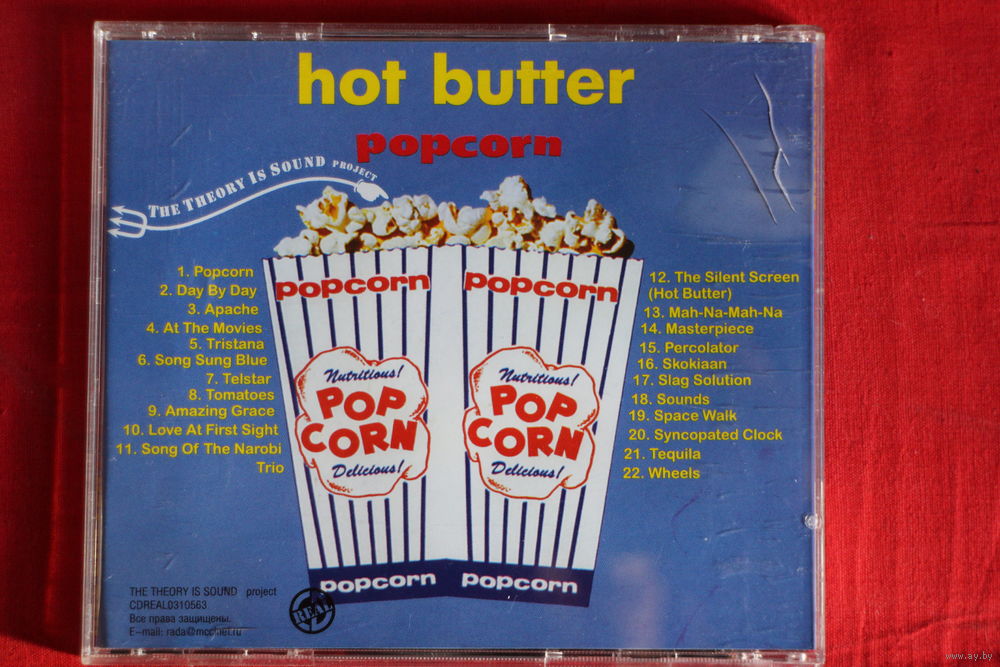 hot butter
popcorn
THE THEORY IS SOUND PROJECT
1. Popcorn
2. Day By Day
3. Apache
4. At The Movies
5. Tristana
6. Song Sung Blue
7. Telstar
8. Tomatoes
9. Amazing Grace
10. Love At First Sight
11. Song Of The Narobi
Trio
popcorn
popcorn
Nutritious!
POP
CORN
Delicious!
Nutritious!
POP
CORN
Delicious!
popcorn
popcorn
12. The Silent Screen
(Hot Butter)
13. Mah-Na-Mah-Na
14. Masterpiece
15. Percolator
16. Skokiaan
17. Slag Solution
18. Sounds
19. Space Walk
20. Syncopated Clock
21. Tequila
22. Wheels
THE THEORY IS SOUND project
CDREAL0310563
Все права защищены.
E-mail:
REAL
www.ay.by